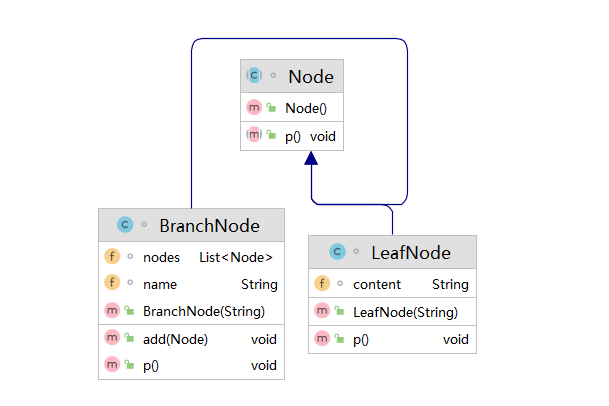 Node
Node()
p() void
BranchNode
nodes List<Node>
name String
BranchNode(String)
add(Node) void
p() void
LeafNode
content String
LeafNode(String)
p() void